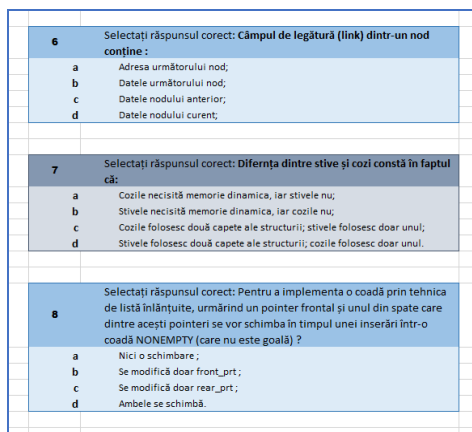 6 Selectați răspunsul corect: Câmpul de legătură (link) dintr-un nod
conține :
a Adresa următorului nod;
b Datele următorului nod;
c Datele nodului anterior;
d Datele nodului curent;
7 Selectați răspunsul corect: Difernța dintre stive și cozi constă în faptul
că:
a Cozile necisită memorie dinamica, iar stivele nu;
b Stivele necisită memorie dinamica, iar cozile nu;
c Cozile folosesc două capete ale structurii; stivele folosesc doar unul;
d Stivele folosesc două capete ale structurii; cozile folosesc doar unul.
Selectați răspunsul corect: Pentru a implementa o coadă prin tehnica
de listă înlănțuite, urmărind un pointer frontal și unul din spate care
8 dintre acești pointeri se vor schimba în timpul unei inserări într-o
coadă NONEMPTY (care nu este goală) ?
a Nici o schimbare ;
b Se modifică doar front_prt ;
c Se modifică doar rear_prt ;
d Ambele se schimbă.